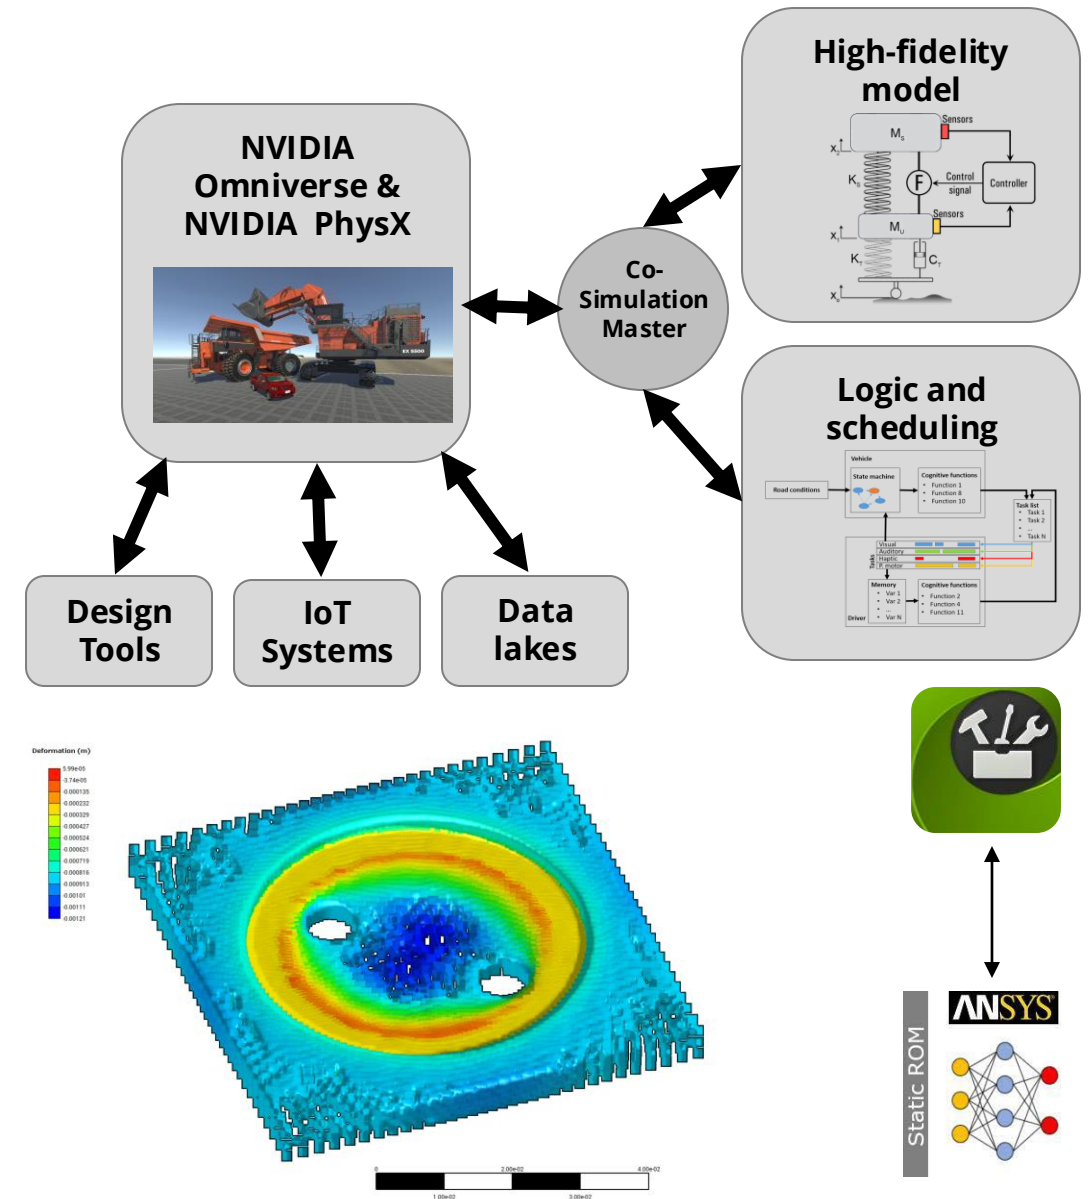 NVIDIA
Omniverse &
NVIDIA PhysX
EX 5500
Co-
Simulation
Master
High-fidelity
model
Sensors
Ms
X2
Ks
F
Control
signal
Controller
Sensors
MU
X1
KT
CT
X0
Logic and
scheduling
Vehicle
Road conditions
State machine
Cognitive functions
• Function 1
• Function 8
• Function 10
Task list
• Task 1
• Task 2
• ...
• Task N
Tasks
Visual
Auditory
Haptic
P. motor
Memory
• Var 1
• Var 2
• ...
• Var N
Cognitive functions
• Function 2
• Function 4
• Function 11
Driver
Design
Tools
IoT
Systems
Data
lakes
Deformation (m)
5.99e-05
-3.74e-05
-0.000135
-0.000232
-0.000329
-0.000427
-0.000524
-0.000621
-0.000719
-0.000816
-0.000913
-0.00101
-0.00111
-0.00121
0
2.00e-02
4.00e-02
1.00e-02
3.00e-02
ANSYS
Static ROM